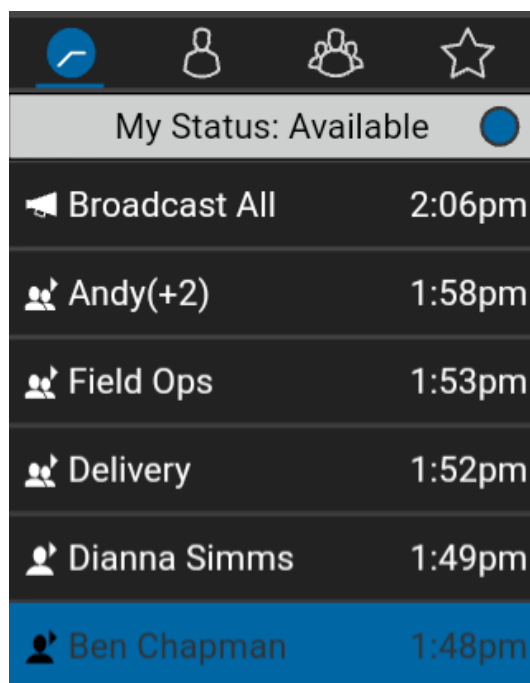 My Status: Available
Broadcast All 2:06pm
Andy(+2) 1:58pm
Field Ops 1:53pm
Delivery 1:52pm
Dianna Simms 1:49pm
Ben Chapman 1:48pm